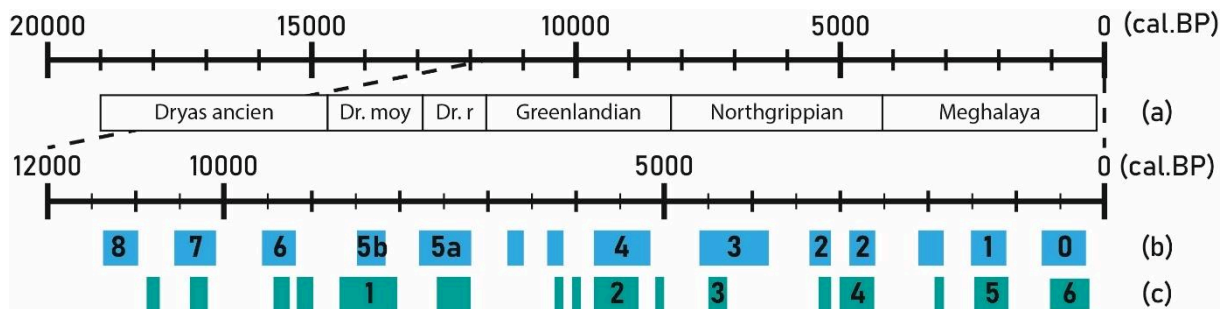 20000 15000 10000 5000 0 (cal.BP)
Dryas ancien Dr. moy Dr. r Greenlandian Northgrippian Meghalaya (a)
12000 10000 5000 0 (cal.BP)
8 7 6 5b 5a 4 3 2 2 1 0 (b)
1 2 3 4 5 6 (c)